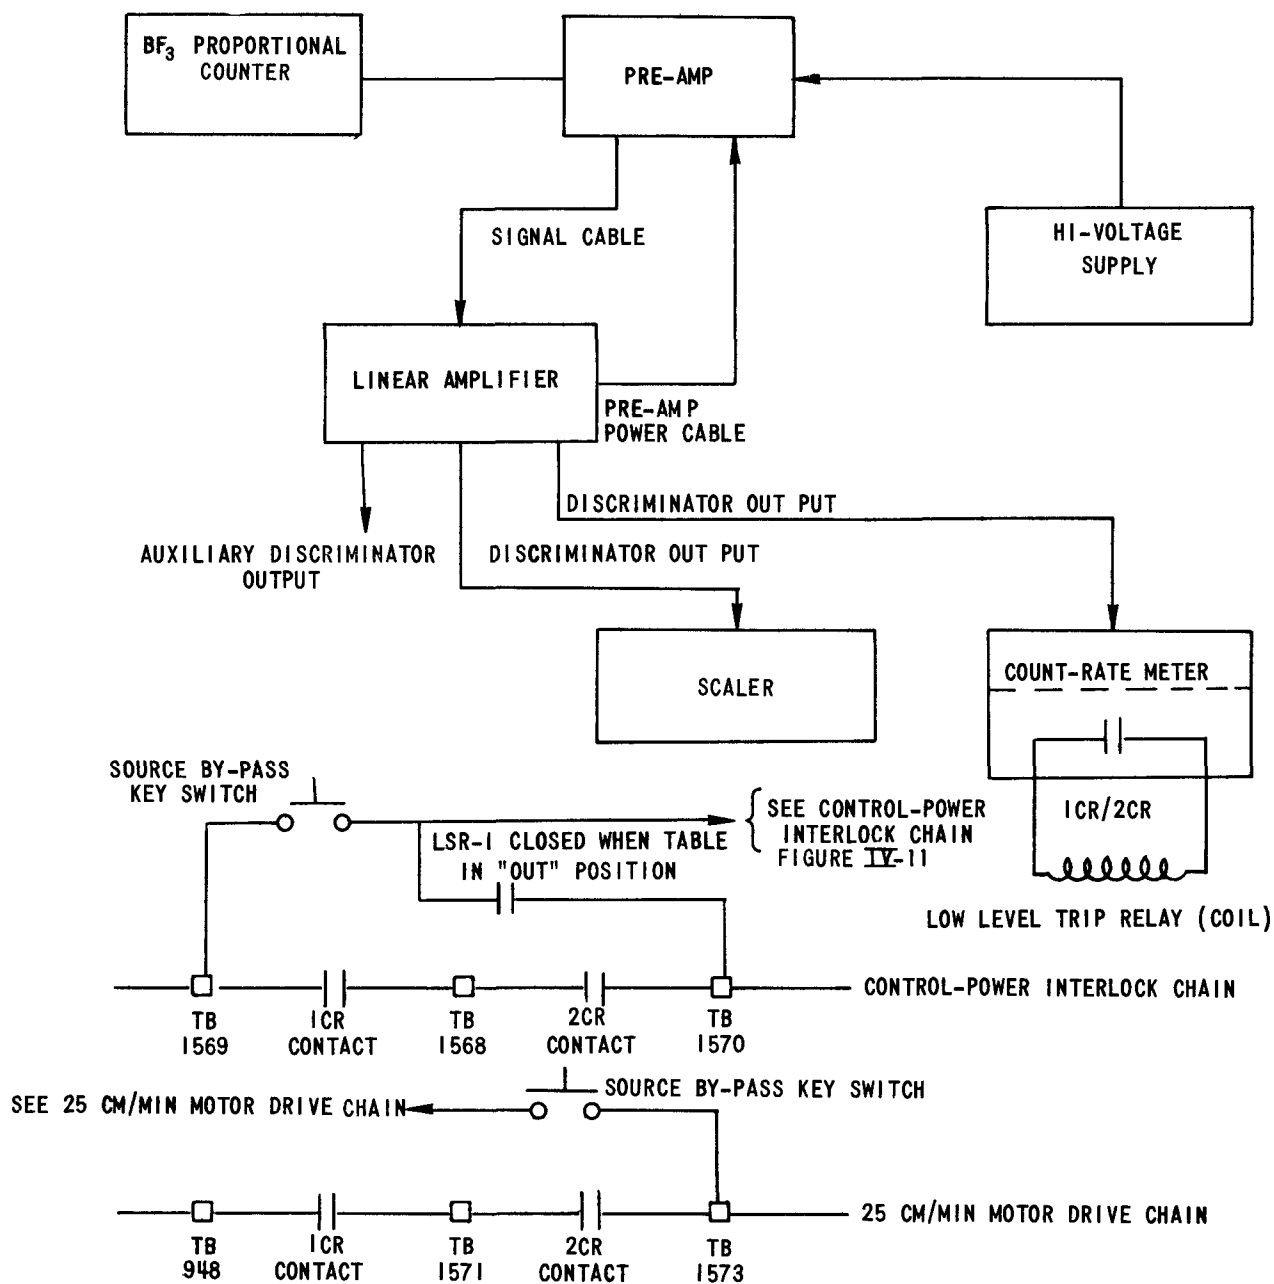 BF3 PROPORTIONAL
COUNTER
PRE-AMP
HI-VOLTAGE
SUPPLY
SIGNAL CABLE
LINEAR AMPLIFIER
PRE-AMP
POWER CABLE
DISCRIMINATOR OUT PUT
AUXILIARY DISCRIMINATOR
OUTPUT
DISCRIMINATOR OUT PUT
SCALER
COUNT-RATE METER
1CR/2CR
LOW LEVEL TRIP RELAY (COIL)
SOURCE BY-PASS
KEY SWITCH
SEE CONTROL-POWER
INTERLOCK CHAIN
FIGURE IV-11
LSR-1 CLOSED WHEN TABLE
IN "OUT" POSITION
CONTROL-POWER INTERLOCK CHAIN
TB
1569
1CR
CONTACT
TB
1568
2CR
CONTACT
TB
1570
SOURCE BY-PASS KEY SWITCH
SEE 25 CM/MIN MOTOR DRIVE CHAIN
25 CM/MIN MOTOR DRIVE CHAIN
TB
948
1CR
CONTACT
TB
1571
2CR
CONTACT
TB
1573